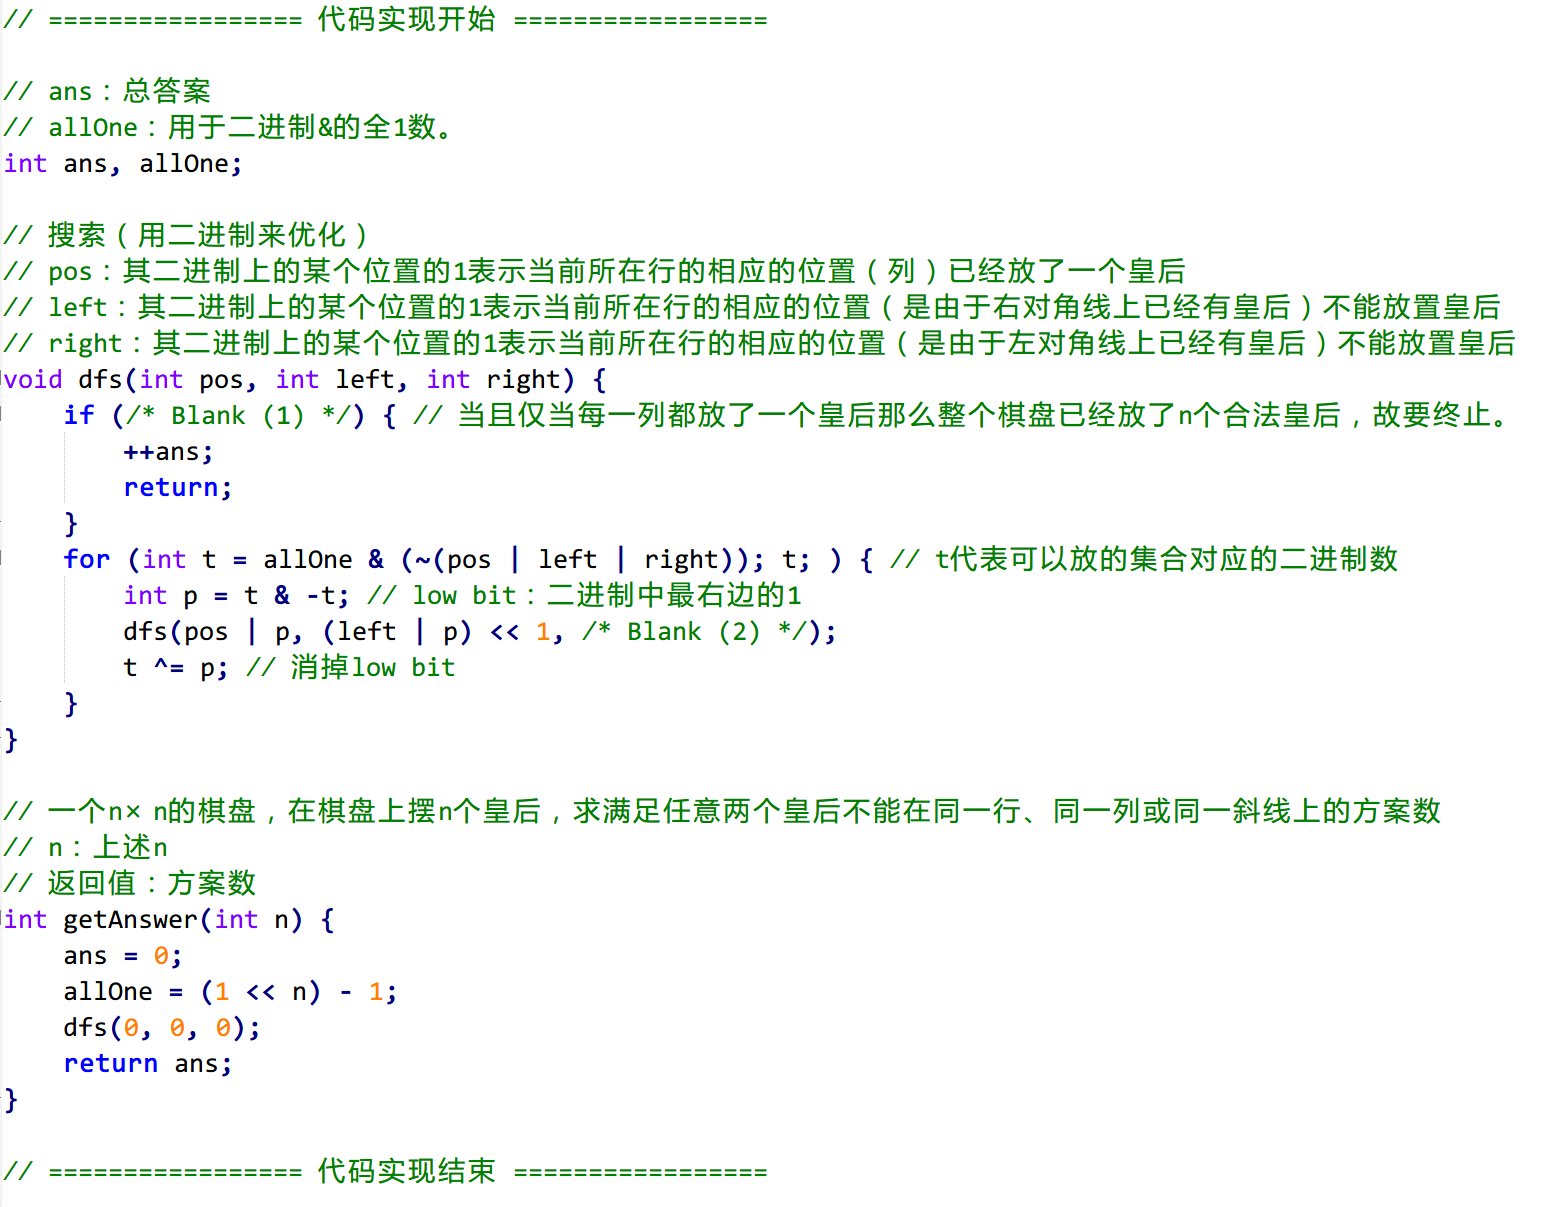 // ================= 代码实现开始 =================
// ans：总答案
// allOne：用于二进制&的全1数。
int ans, allOne;
// 搜索（用二进制来优化）
// pos：其二进制上的某个位置的1表示当前所在行的相应的位置（列）已经放了一个皇后
// left：其二进制上的某个位置的1表示当前所在行的相应的位置（是由于右对角线上已经有皇后）不能放置皇后
// right：其二进制上的某个位置的1表示当前所在行的相应的位置（是由于左对角线上已经有皇后）不能放置皇后
void dfs(int pos, int left, int right) {
    if (/* Blank (1) */) { // 当且仅当每一列都放了一个皇后那么整个棋盘已经放了n个合法皇后，故要终止。
        ++ans;
        return;
    }
    for (int t = allOne & (~(pos | left | right)); t; ) { // t代表可以放的集合对应的二进制数
        int p = t & -t; // low bit：二进制中最右边的1
        dfs(pos | p, (left | p) << 1, /* Blank (2) */);
        t ^= p; // 消掉low bit
    }
}
// 一个n× n的棋盘，在棋盘上摆n个皇后，求满足任意两个皇后不能在同一行、同一列或同一斜线上的方案数
// n：上述n
// 返回值：方案数
int getAnswer(int n) {
    ans = 0;
    allOne = (1 << n) - 1;
    dfs(0, 0, 0);
    return ans;
}
// ================= 代码实现结束 =================